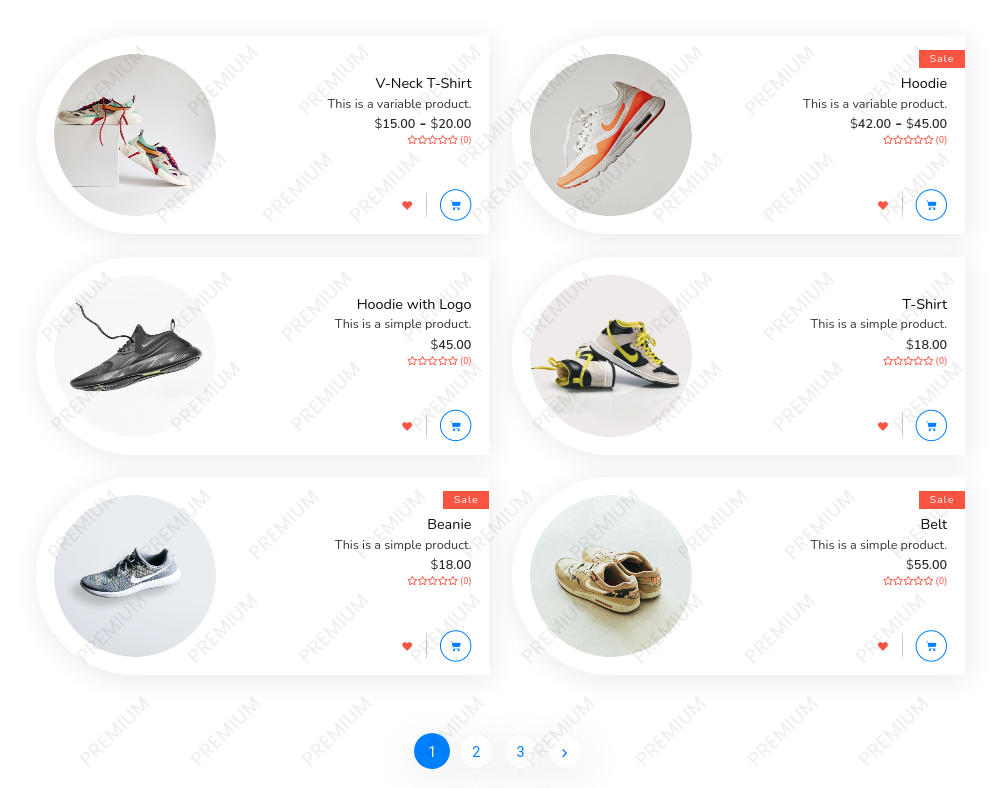 V-Neck T-Shirt
This is a variable product.
$15.00 – $20.00
(0)
Sale
Hoodie
This is a variable product.
$42.00 – $45.00
(0)
Hoodie with Logo
This is a simple product.
$45.00
(0)
T-Shirt
This is a simple product.
$18.00
(0)
Sale
Beanie
This is a simple product.
$18.00
(0)
Sale
Belt
This is a simple product.
$55.00
(0)
1 2 3 ›
PREMIUM